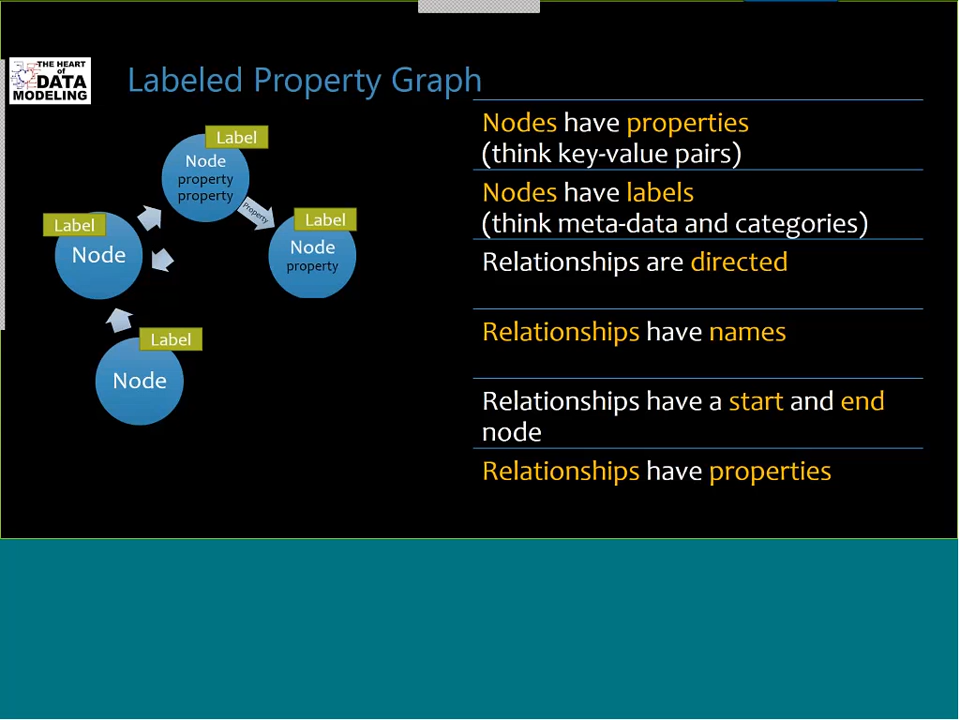 THE HEART
of
DATA
MODELING
Labeled Property Graph
Label
Node
property
property
Property
Label
Node
property
Label
Node
Label
Node
Nodes have properties
(think key-value pairs)
Nodes have labels
(think meta-data and categories)
Relationships are directed
Relationships have names
Relationships have a start and end
node
Relationships have properties